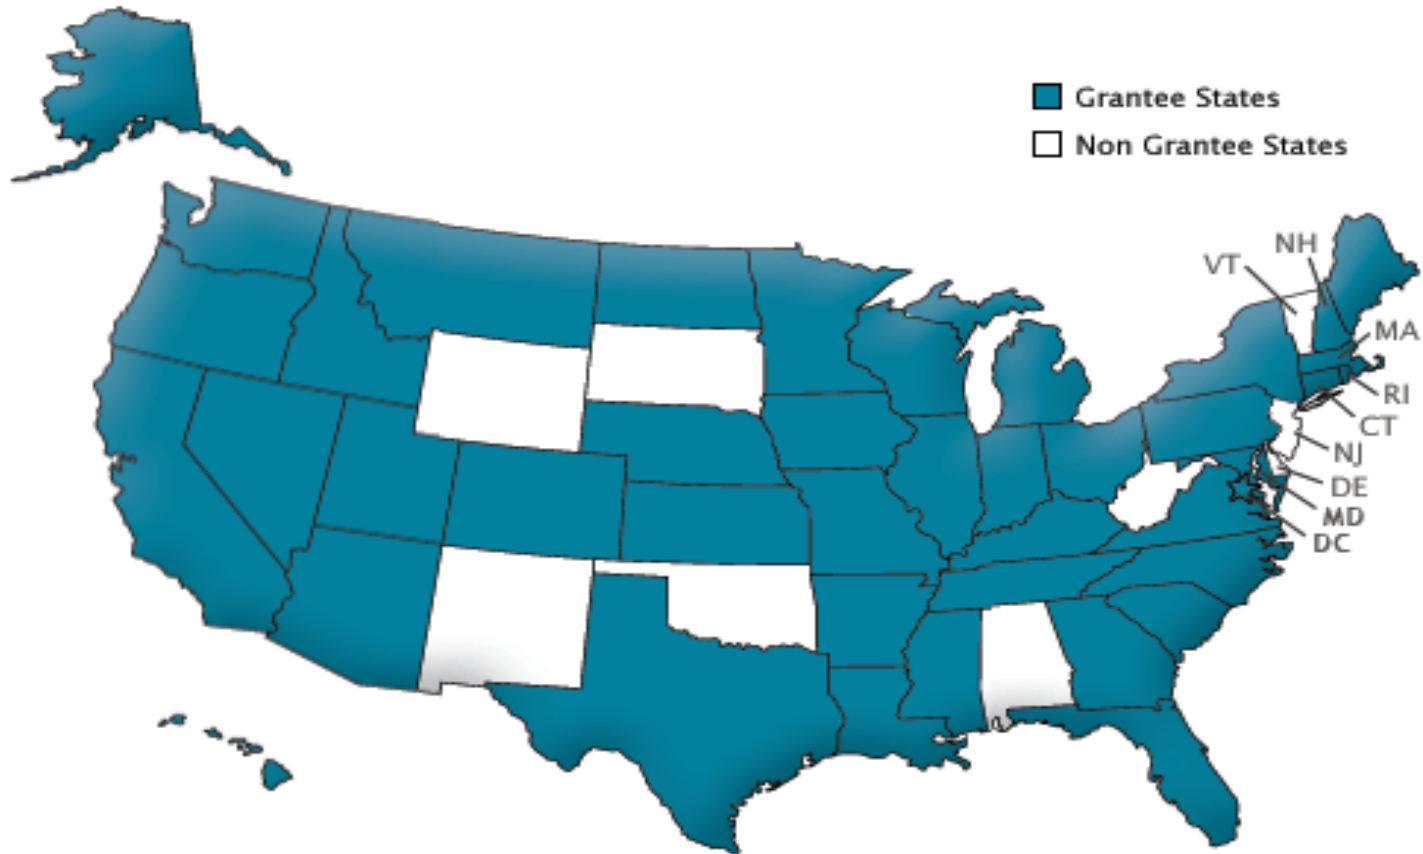 Grantee States
Non Grantee States
NH
VT
MA
RI
CT
NJ
DE
MD
DC